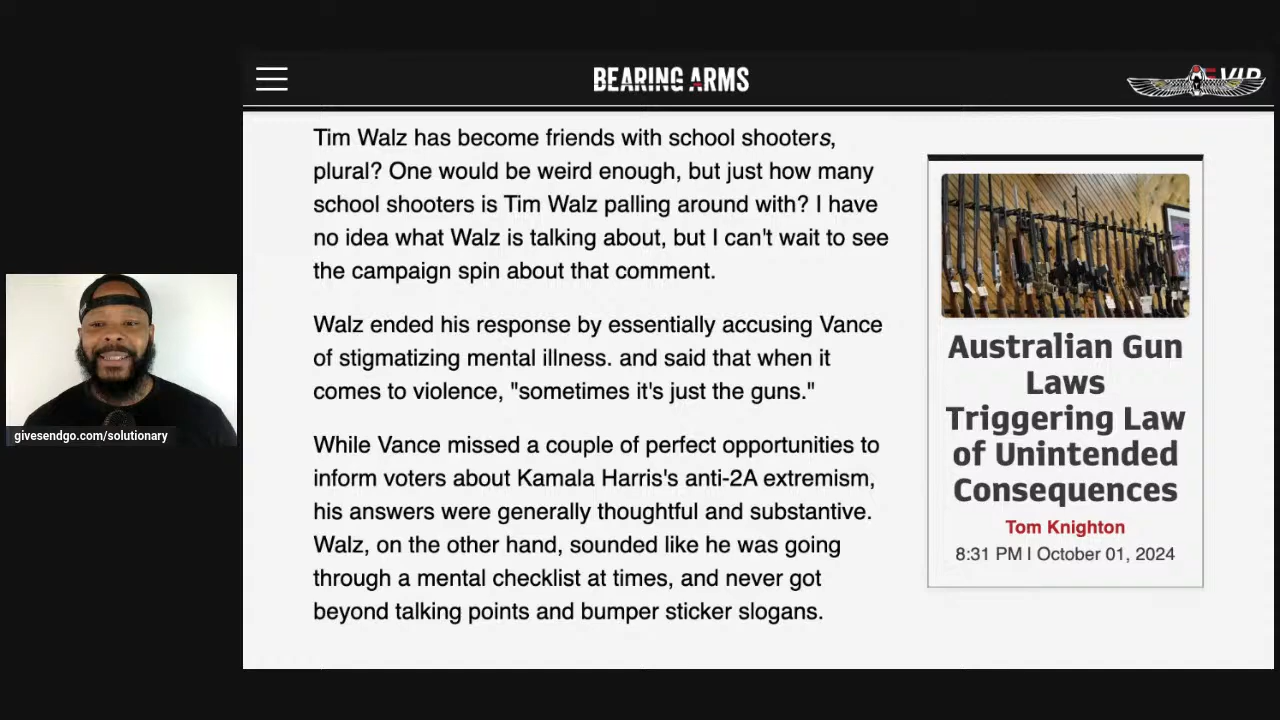 BEARING ARMS
VIP
Tim Walz has become friends with school shooters,
plural? One would be weird enough, but just how many
school shooters is Tim Walz palling around with? I have
no idea what Walz is talking about, but I can't wait to see
the campaign spin about that comment.
Walz ended his response by essentially accusing Vance
of stigmatizing mental illness. and said that when it
comes to violence, "sometimes it's just the guns."
While Vance missed a couple of perfect opportunities to
inform voters about Kamala Harris's anti-2A extremism,
his answers were generally thoughtful and substantive.
Walz, on the other hand, sounded like he was going
through a mental checklist at times, and never got
beyond talking points and bumper sticker slogans.
Australian Gun
Laws
Triggering Law
of Unintended
Consequences
Tom Knighton
8:31 PM | October 01, 2024
givesendgo.com/solutionary